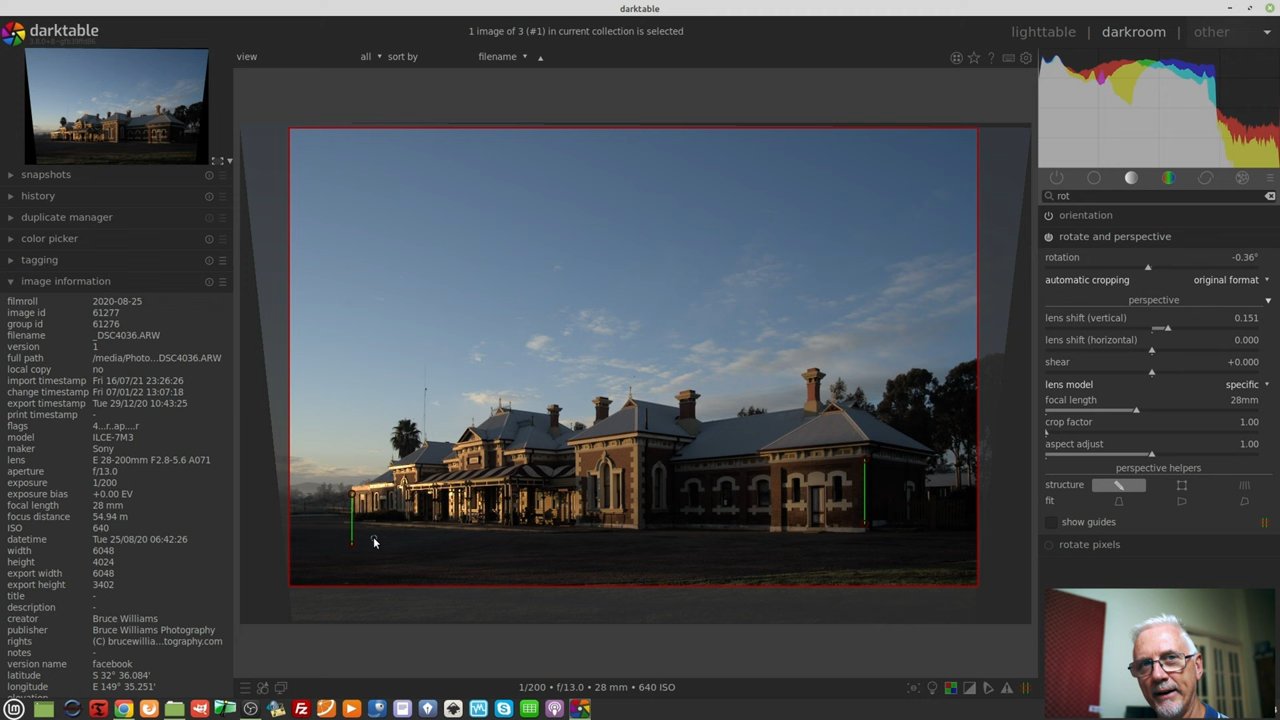 darktable
darktable
1 image of 3 (#1) in current collection is selected
lighttable | darkroom | other
view all sort by filename
snapshots
history
duplicate manager
color picker
tagging
image information
filmroll 2020-08-25
image id 61277
group id 61276
filename _DSC4036.ARW
version 1
full path /media/Photo...DSC4036.ARW
local copy no
import timestamp Fri 16/07/21 23:26:26
change timestamp Fri 07/01/22 13:07:18
export timestamp Tue 29/12/20 10:43:25
print timestamp -
flags 4...r..ap....r
model ILCE-7M3
maker Sony
lens E 28-200mm F2.8-5.6 A071
aperture f/13.0
exposure 1/200
exposure bias +0.00 EV
focal length 28 mm
focus distance 54.94 m
ISO 640
datetime Tue 25/08/20 06:42:26
width 6048
height 4024
export width 6048
export height 3402
title -
description -
creator Bruce Williams
publisher Bruce Williams Photography
rights (C) brucewillia...tography.com
notes -
version name facebook
latitude S 32° 36.084'
longitude E 149° 35.251'
1/200 • f/13.0 • 28 mm • 640 ISO
rot
orientation
rotate and perspective
rotation -0.36°
automatic cropping original format
perspective
lens shift (vertical) 0.151
lens shift (horizontal) 0.000
shear +0.000
lens model specific
focal length 28mm
crop factor 1.00
aspect adjust 1.00
perspective helpers
structure
fit
show guides
rotate pixels